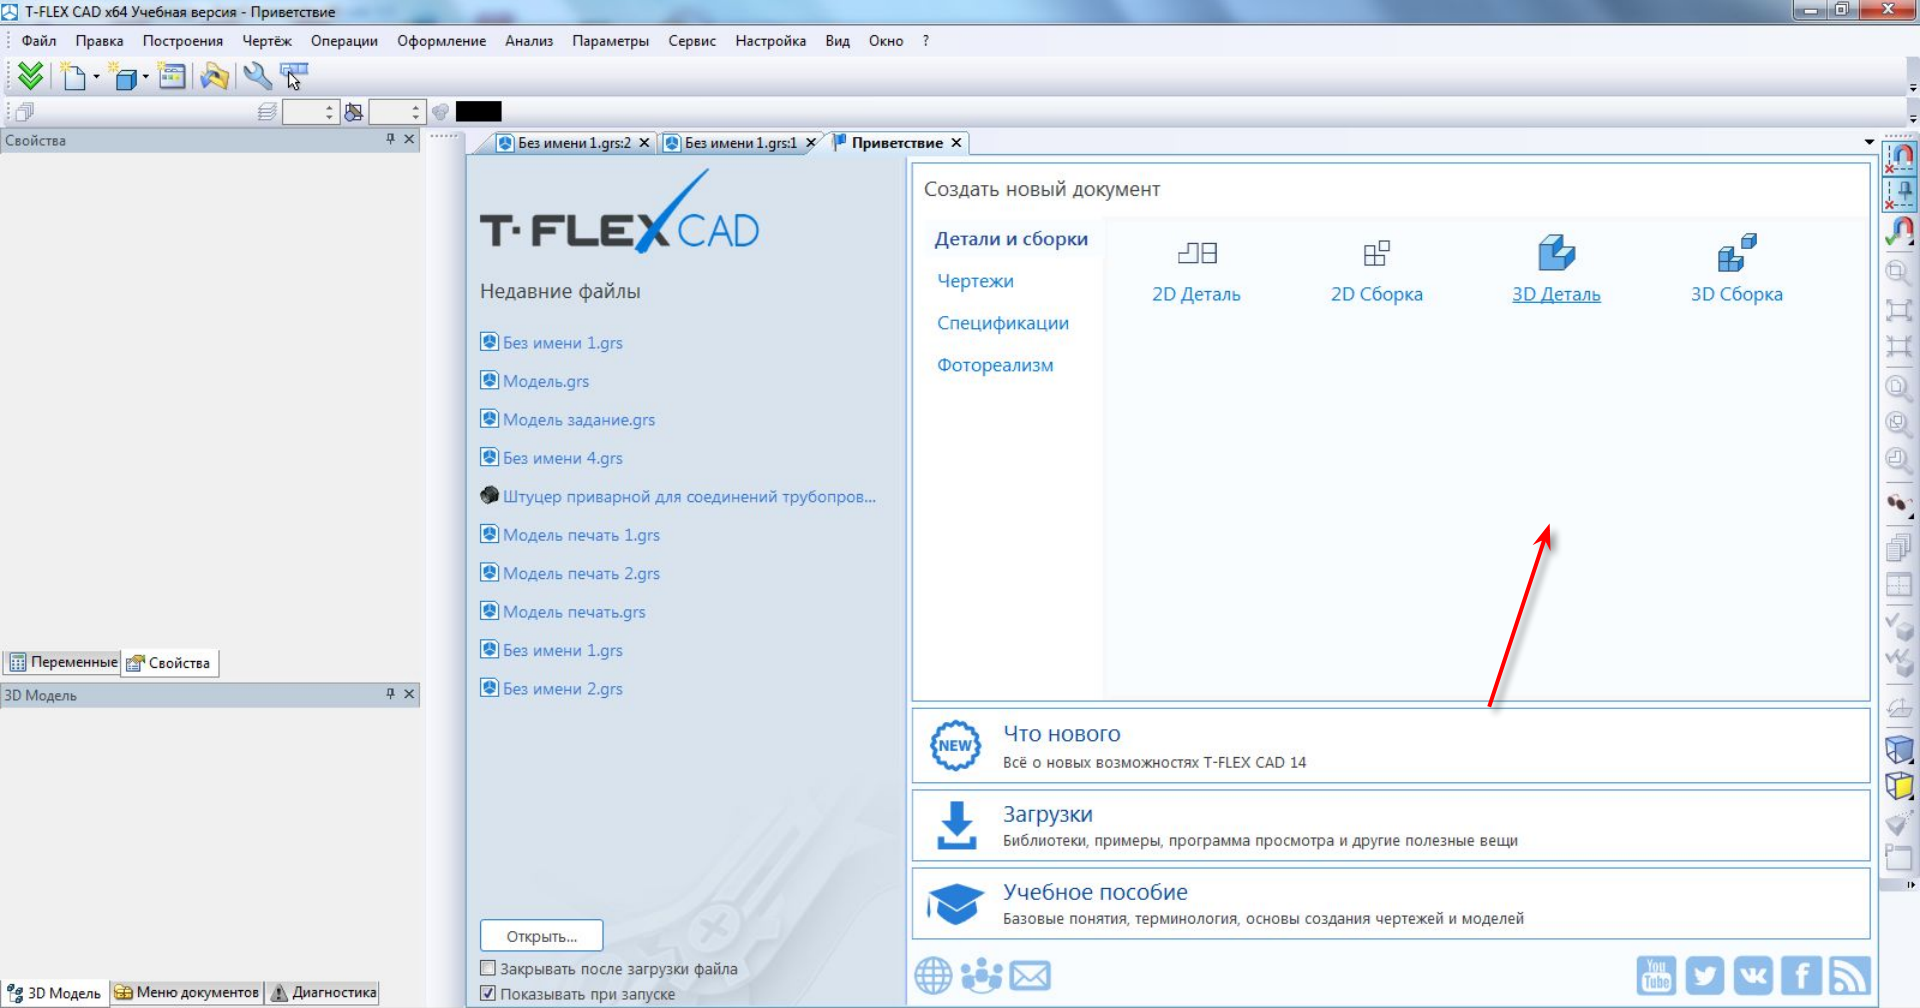 T-FLEX CAD x64 Учебная версия - Приветствие
Файл Правка Построения Чертёж Операции Оформление Анализ Параметры Сервис Настройка Вид Окно ?
Свойства
Без имени 1.grs:2 Без имени 1.grs:1 Приветствие
T-FLEX CAD
Недавние файлы
Без имени 1.grs
Модель.grs
Модель задание.grs
Без имени 4.grs
Штуцер приварной для соединений трубопров...
Модель печать 1.grs
Модель печать 2.grs
Модель печать.grs
Без имени 1.grs
Без имени 2.grs
Открыть...
Закрывать после загрузки файла
Показывать при запуске
Создать новый документ
Детали и сборки
Чертежи
Спецификации
Фотореализм
2D Деталь
2D Сборка
3D Деталь
3D Сборка
NEW
Что нового
Всё о новых возможностях T-FLEX CAD 14
Загрузки
Библиотеки, примеры, программа просмотра и другие полезные вещи
Учебное пособие
Базовые понятия, терминология, основы создания чертежей и моделей
You
Tube
Переменные Свойства
3D Модель
3D Модель Меню документов Диагностика